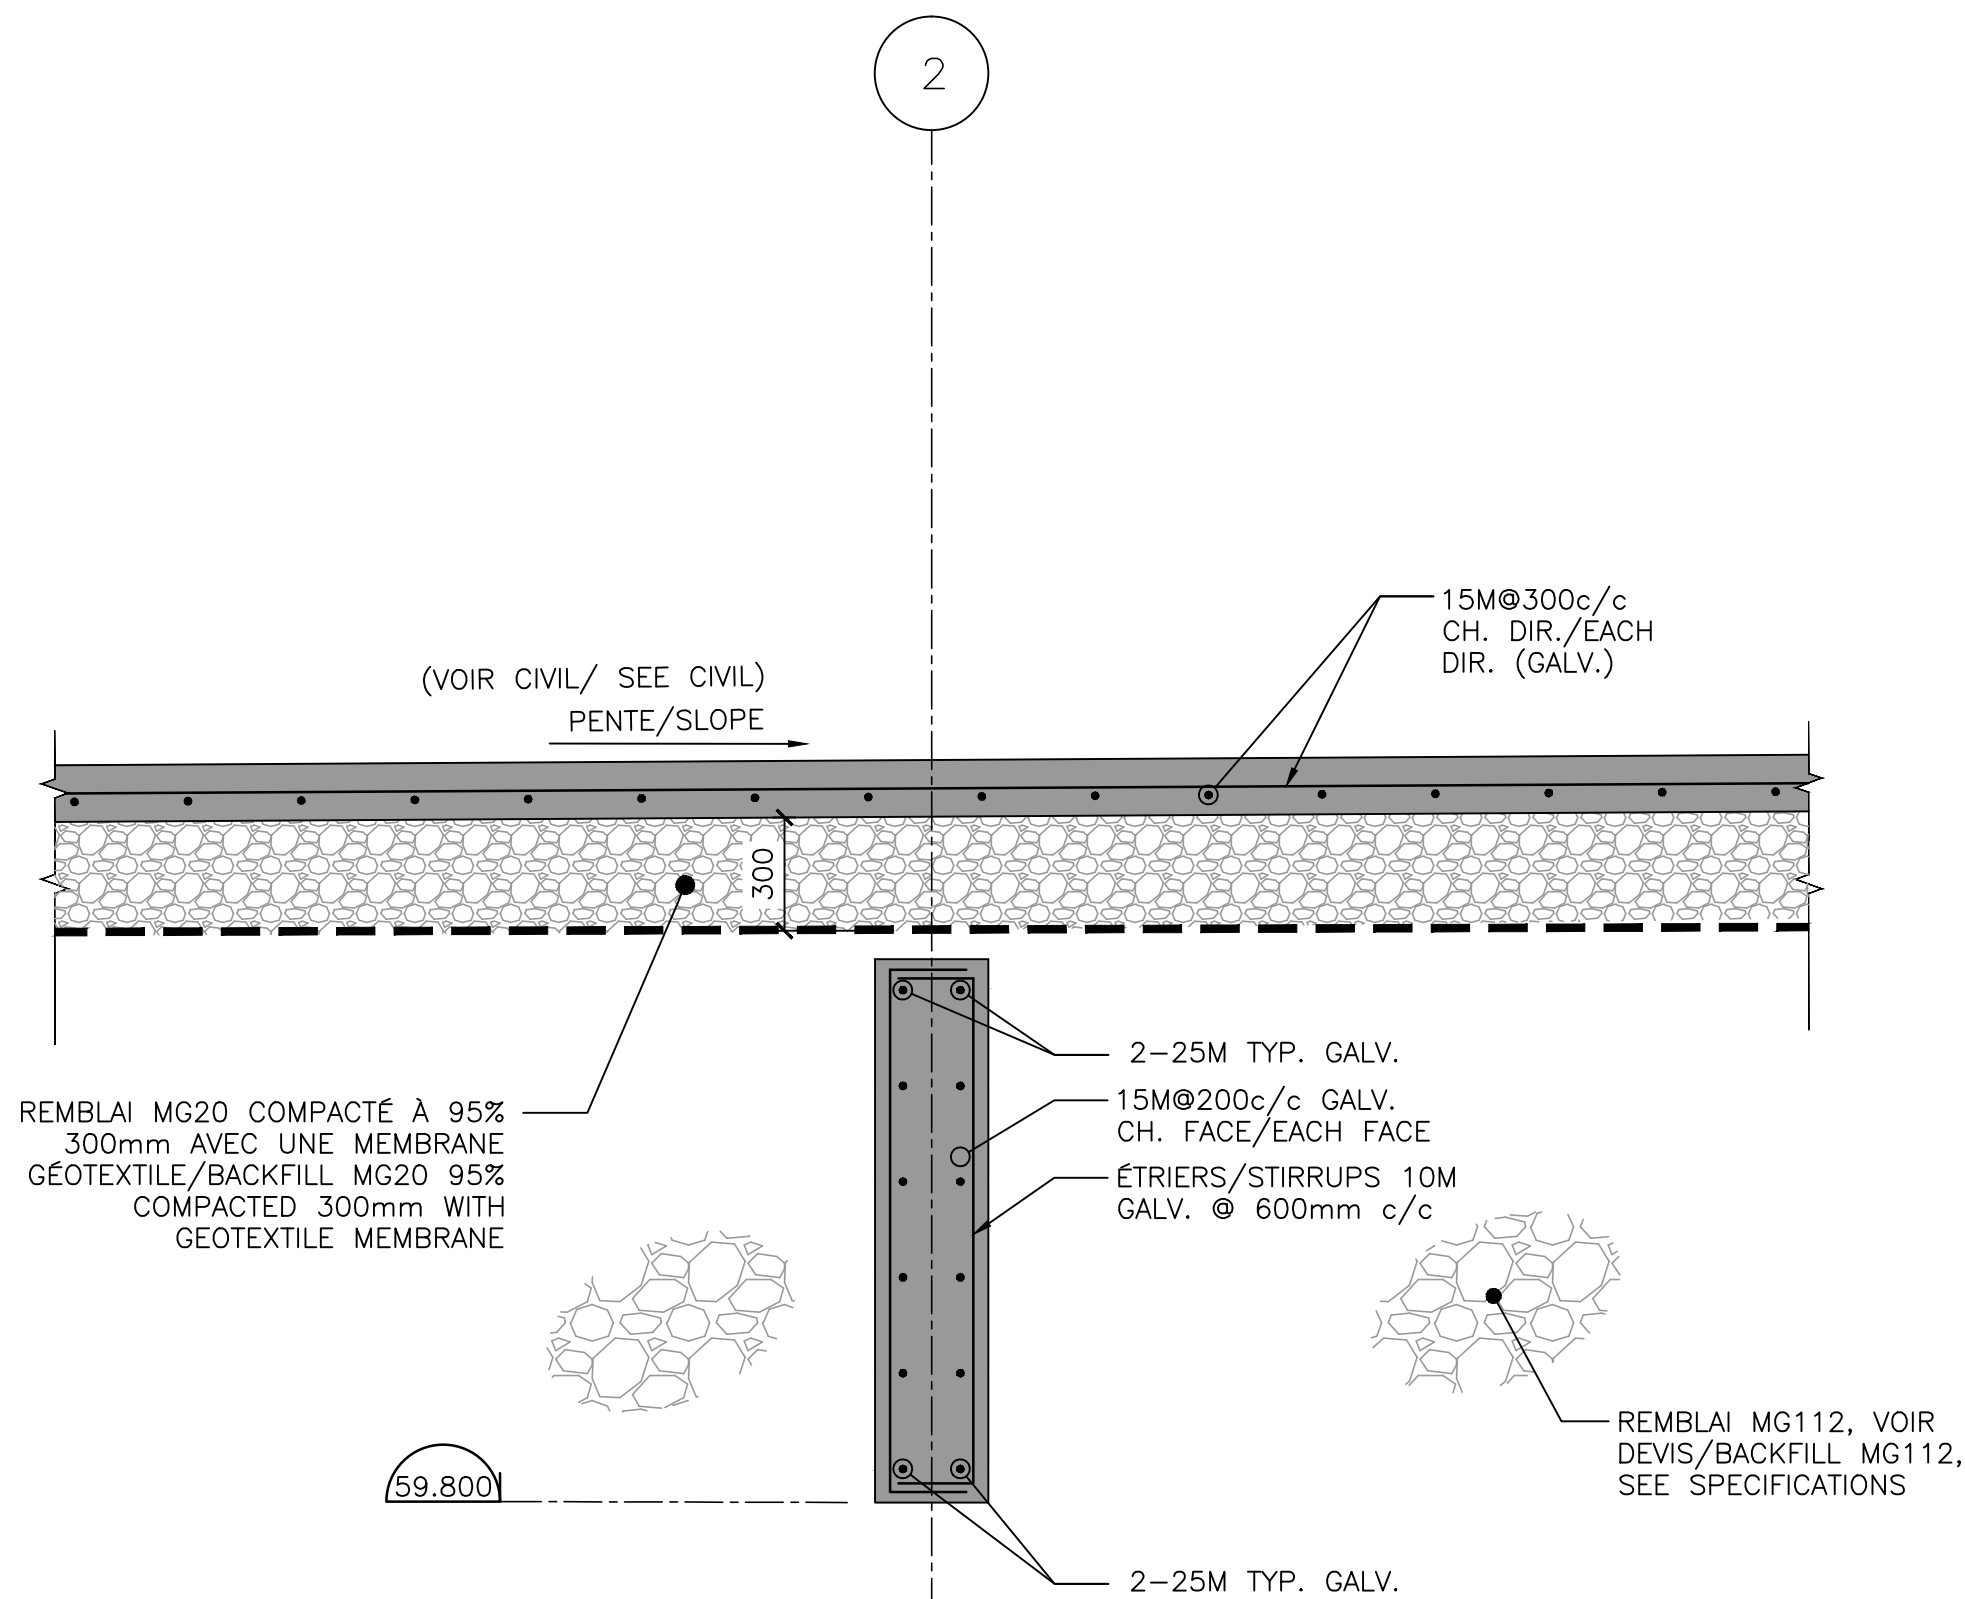 2
15M@300c/c
CH. DIR./EACH
DIR. (GALV.)
(VOIR CIVIL/ SEE CIVIL)
PENTE/SLOPE
300
2-25M TYP. GALV.
15M@200c/c GALV.
CH. FACE/EACH FACE
ÉTRIERS/STIRRUPS 10M
GALV. @ 600mm c/c
REMBLAI MG20 COMPACTÉ À 95%
300mm AVEC UNE MEMBRANE
GÉOTEXTILE/BACKFILL MG20 95%
COMPACTED 300mm WITH
GEOTEXTILE MEMBRANE
REMBLAI MG112, VOIR
DEVIS/BACKFILL MG112,
SEE SPECIFICATIONS
59.800
2-25M TYP. GALV.